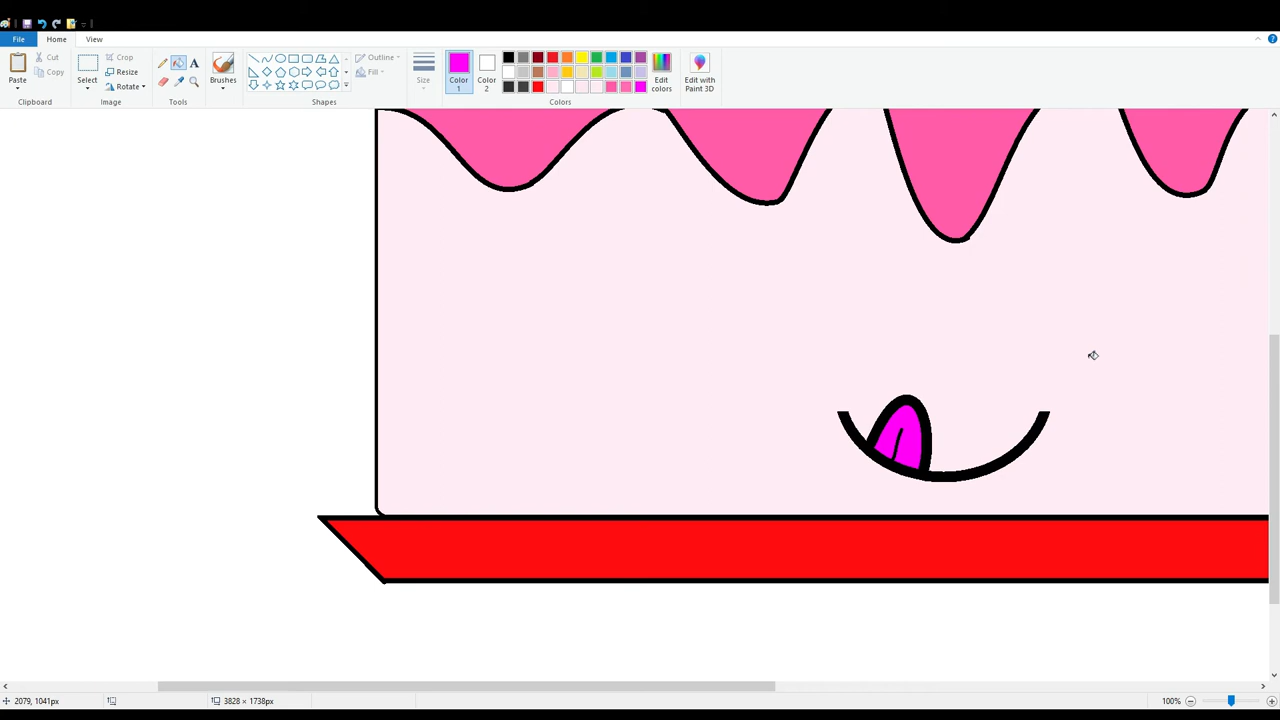 File Home View
Paste Cut Copy
Clipboard
Select Crop Resize Rotate
Image
A
Tools
Brushes
Outline Fill
Shapes
Size
Color 1
Color 2
Edit colors
Colors
Edit with Paint 3D
2079, 1041px
3828 × 1738px
100%